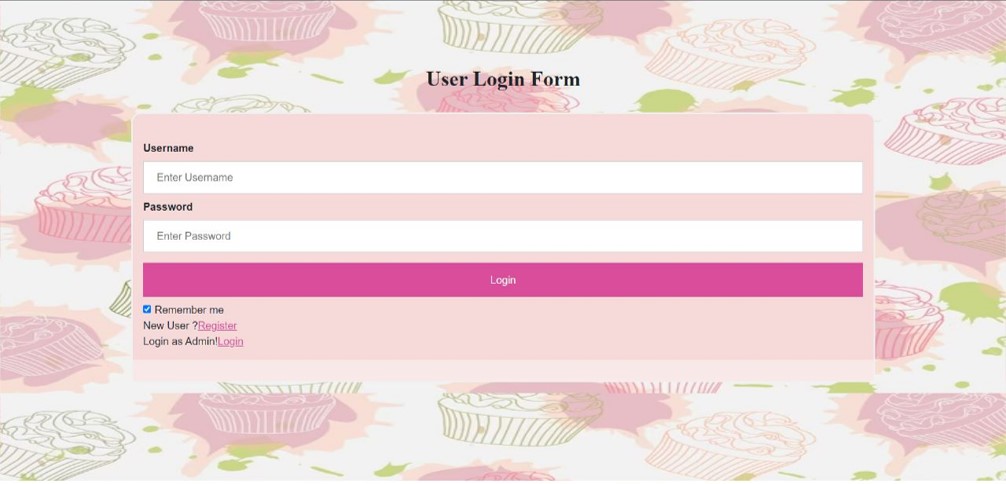 User Login Form
Username
Enter Username
Password
Enter Password
Login
Remember me
New User ?Register
Login as Admin!Login